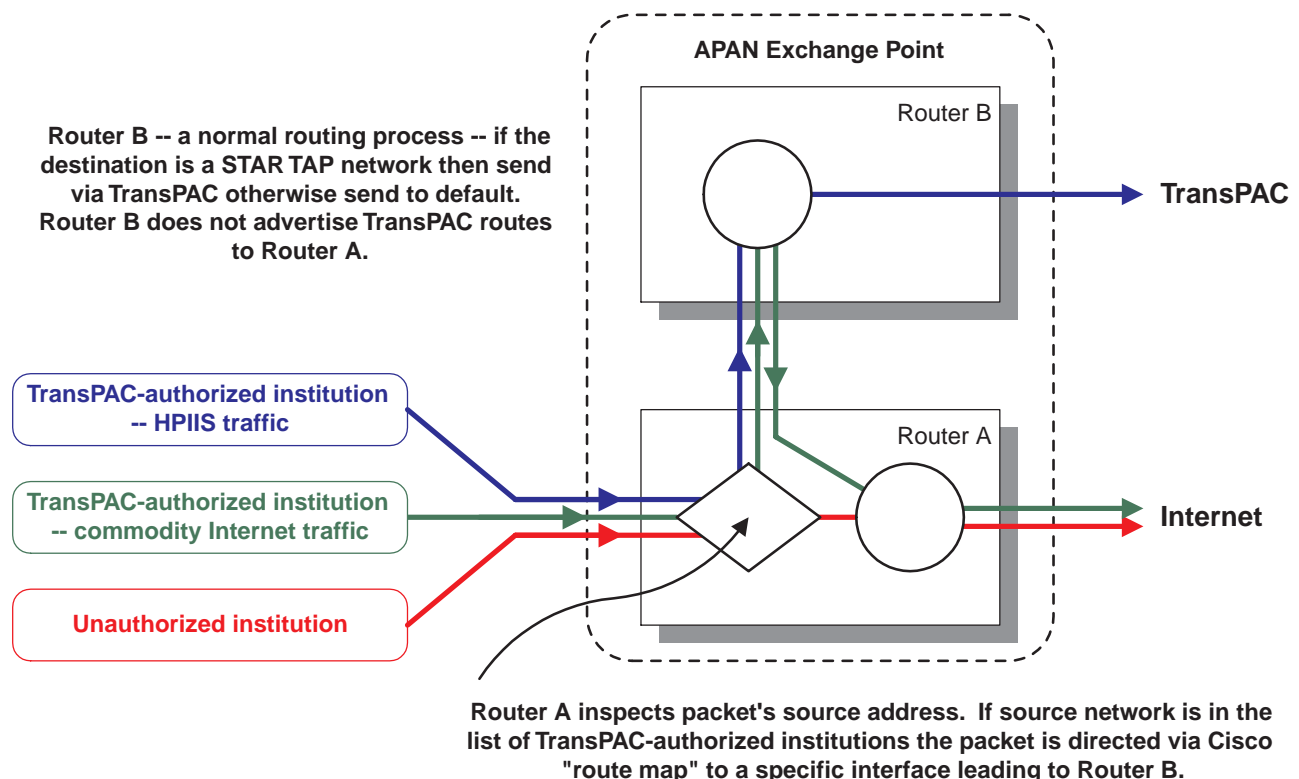 APAN Exchange Point
Router B
Router B -- a normal routing process -- if the
destination is a STAR TAP network then send
via TransPAC otherwise send to default.
Router B does not advertise TransPAC routes
to Router A.
TransPAC
TransPAC-authorized institution
-- HPIIS traffic
Router A
TransPAC-authorized institution
-- commodity Internet traffic
Internet
Unauthorized institution
Router A inspects packet's source address.  If source network is in the
list of TransPAC-authorized institutions the packet is directed via Cisco
"route map" to a specific interface leading to Router B.